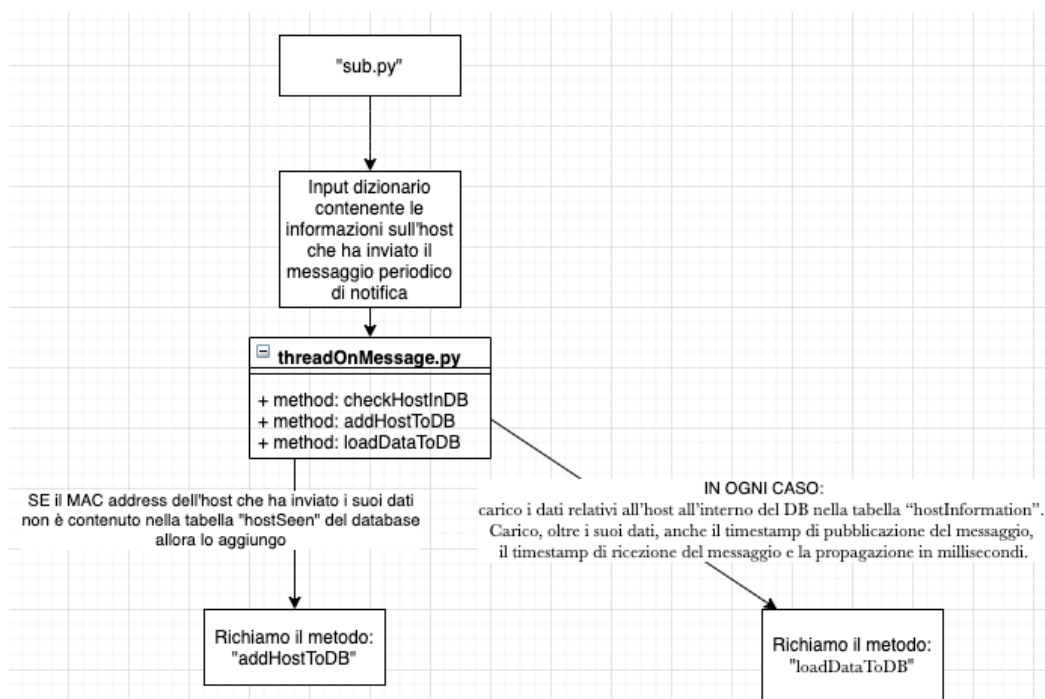 "sub.py"
Input dizionario
contenente le
informazioni sull'host
che ha inviato il
messaggio periodico
di notifica
threadOnMessage.py
+ method: checkHostInDB
+ method: addHostToDB
+ method: loadDataToDB
SE il MAC address dell'host che ha inviato i suoi dati
non è contenuto nella tabella "hostSeen" del database
allora lo aggiungo
IN OGNI CASO:
carico i dati relativi all'host all'interno del DB nella tabella “hostInformation”.
Carico, oltre i suoi dati, anche il timestamp di pubblicazione del messaggio,
il timestamp di ricezione del messaggio e la propagazione in millisecondi.
Richiamo il metodo:
"addHostToDB"
Richiamo il metodo:
"loadDataToDB"